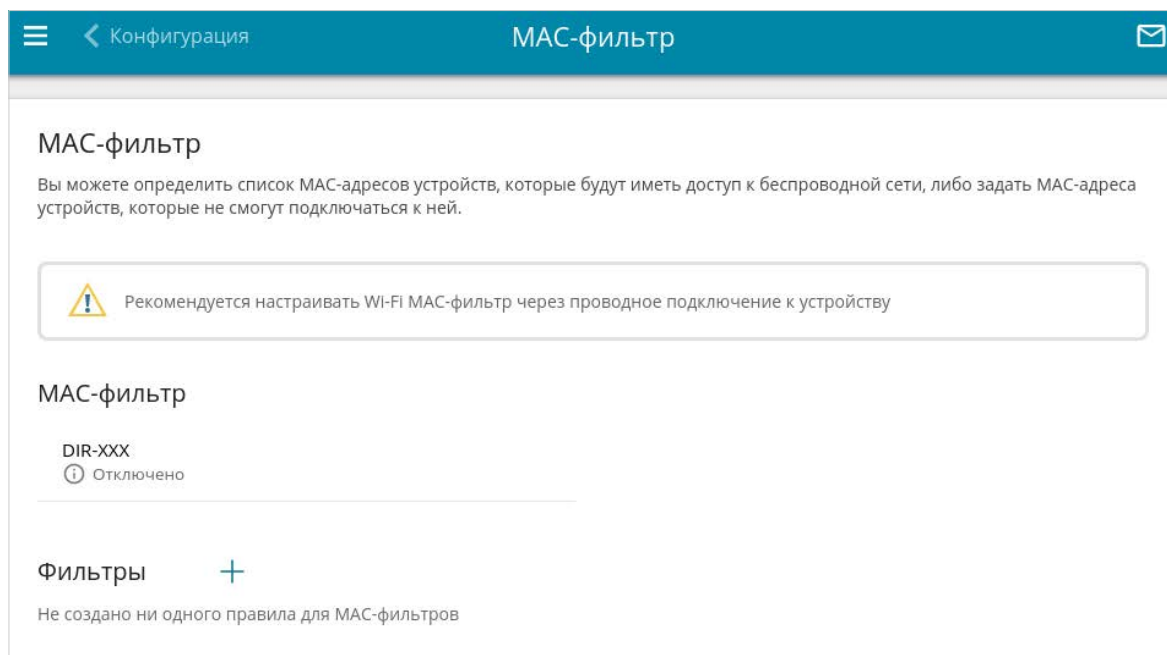 Конфигурация
MAC-фильтр
MAC-фильтр
Вы можете определить список MAC-адресов устройств, которые будут иметь доступ к беспроводной сети, либо задать MAC-адреса
устройств, которые не смогут подключаться к ней.
Рекомендуется настраивать Wi-Fi MAC-фильтр через проводное подключение к устройству
MAC-фильтр
DIR-XXX
Отключено
Фильтры
Не создано ни одного правила для MAC-фильтров